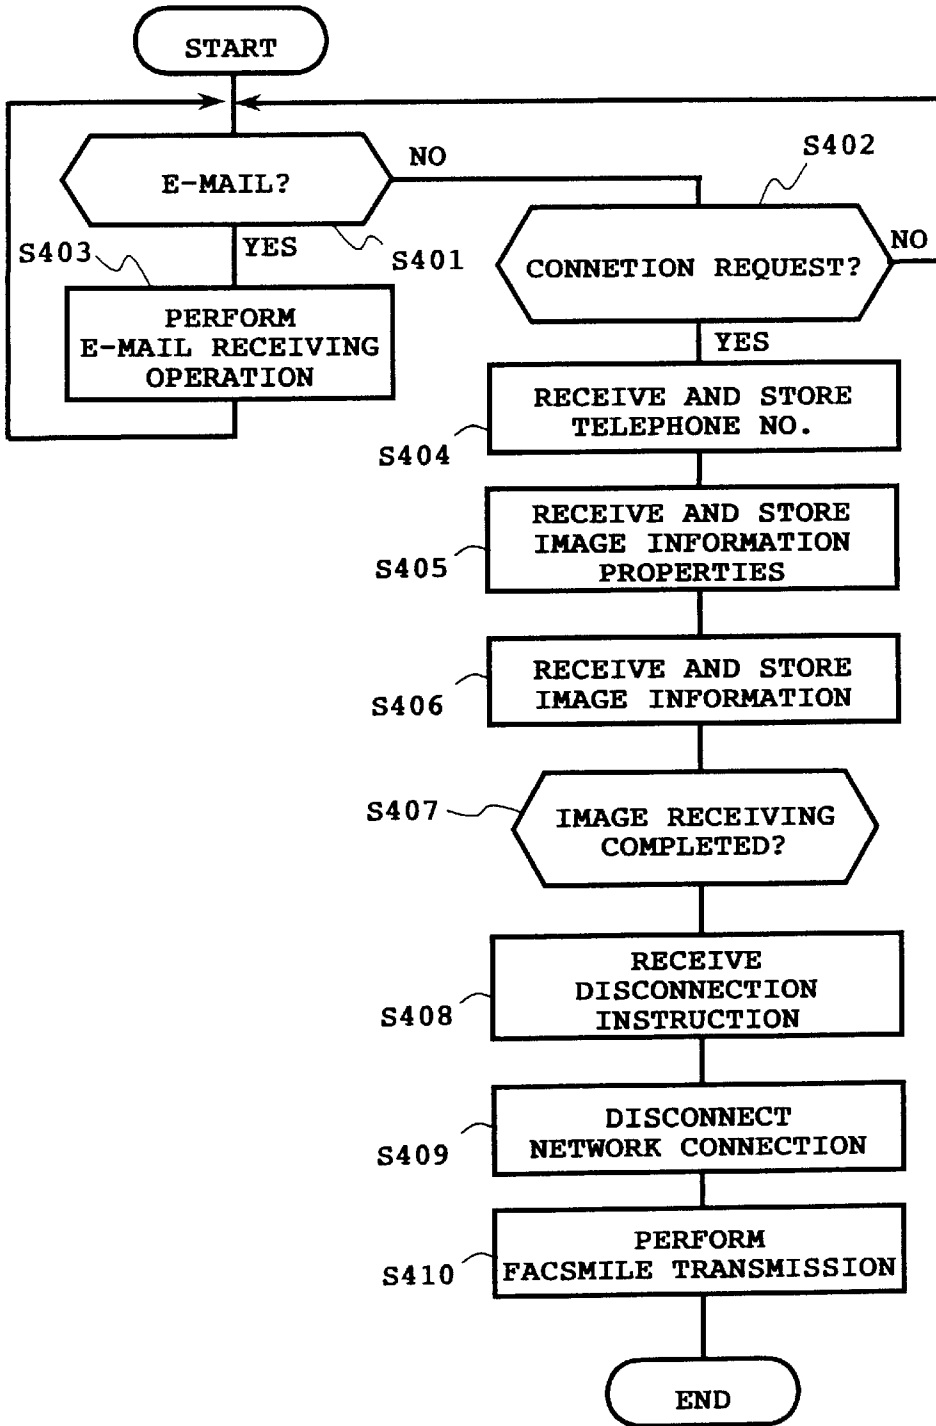 START
NO
S402
E-MAIL?
YES
S401
S403
CONNETION REQUEST?
NO
PERFORM
E-MAIL RECEIVING
OPERATION
YES
RECEIVE AND STORE
TELEPHONE NO.
S404
RECEIVE AND STORE
IMAGE INFORMATION
PROPERTIES
S405
RECEIVE AND STORE
IMAGE INFORMATION
S406
S407
IMAGE RECEIVING
COMPLETED?
RECEIVE
DISCONNECTION
INSTRUCTION
S408
DISCONNECT
NETWORK CONNECTION
S409
PERFORM
FACSMILE TRANSMISSION
S410
END